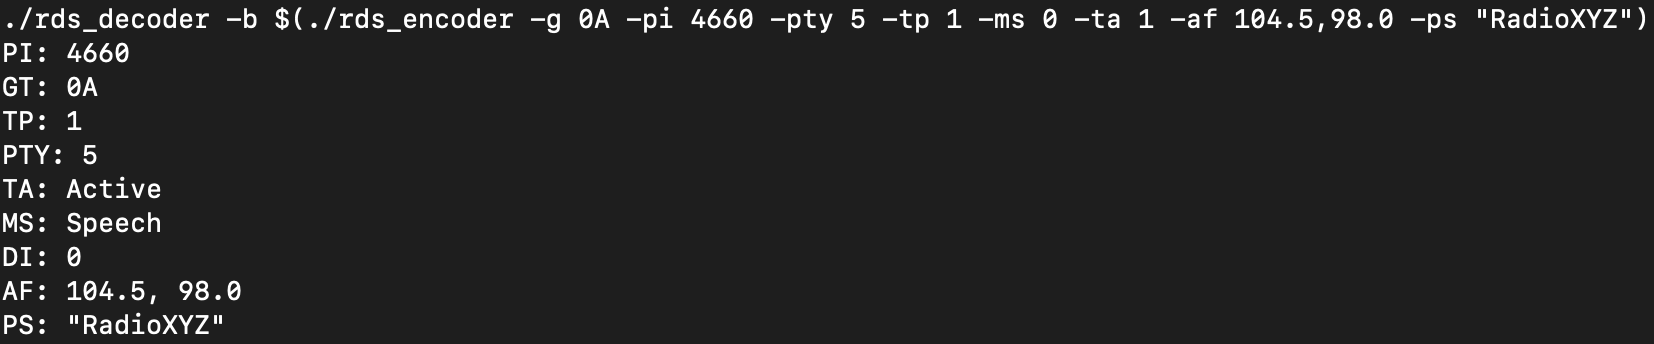 ./rds_decoder -b $(./rds_encoder -g 0A -pi 4660 -pty 5 -tp 1 -ms 0 -ta 1 -af 104.5,98.0 -ps "RadioXYZ")
PI: 4660
GT: 0A
TP: 1
PTY: 5
TA: Active
MS: Speech
DI: 0
AF: 104.5, 98.0
PS: "RadioXYZ"